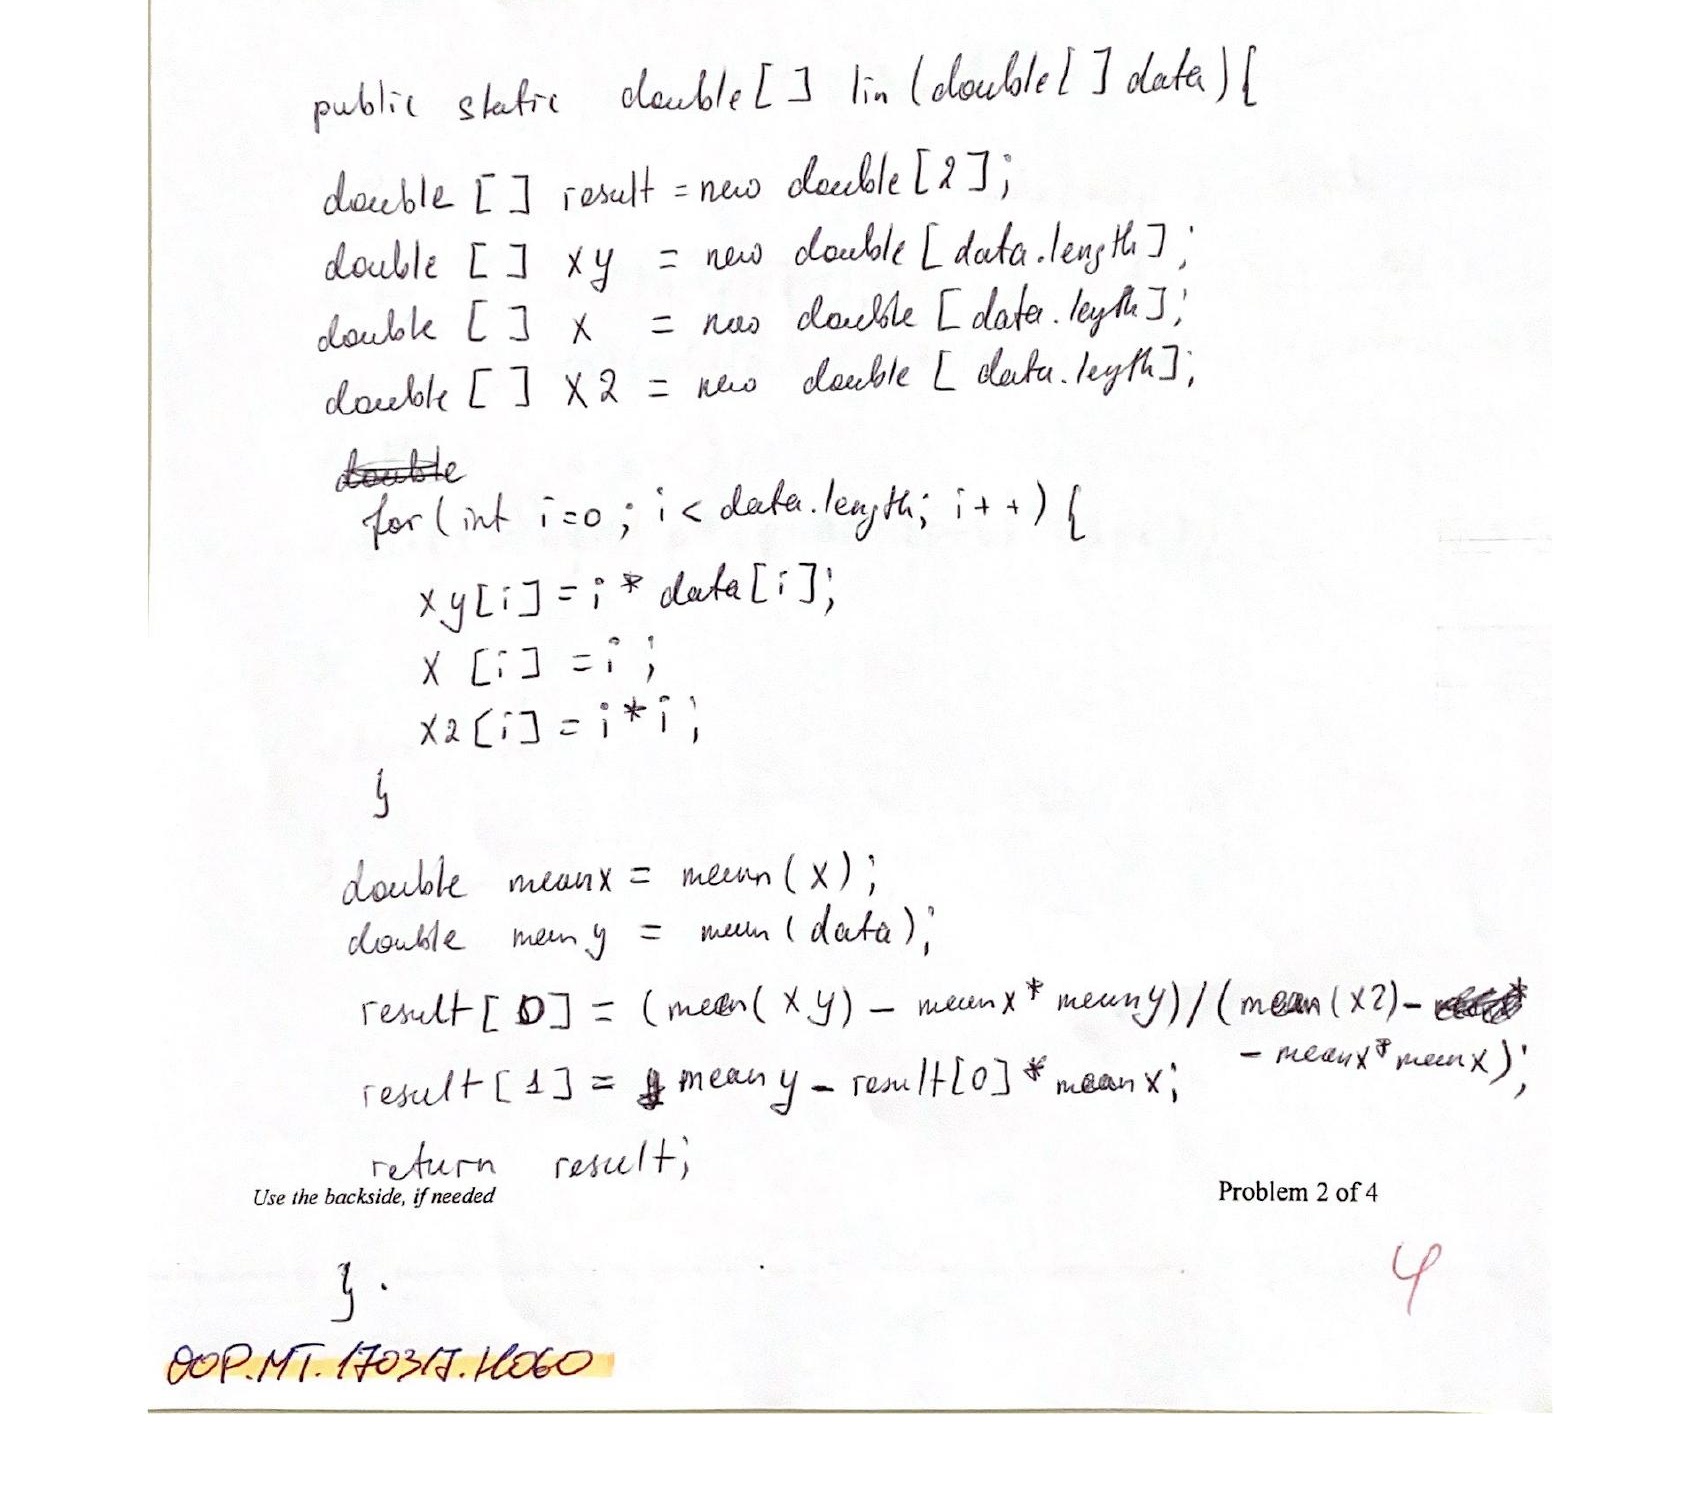 public static double[] lin (double[] data) {
double [] result = new double [2];
double [] xy = new double [data.length];
double [] x = new double [data.length];
double [] x2 = new double [data.length];
double
for (int i=0; i < data.length; i++) {
xy[i] = i * data[i];
x [i] = i;
x2[i] = i*i;
}
double meanx = mean(x);
double meany = mean (data);
result[0] = (mean(xy) - meanx * meany) / (mean (x2) -
- meanx * meanx);
result[1] = meany - result[0] * meanx;
return result;
Use the backside, if needed
Problem 2 of 4
4
} .
OOP.MT.170317.H060